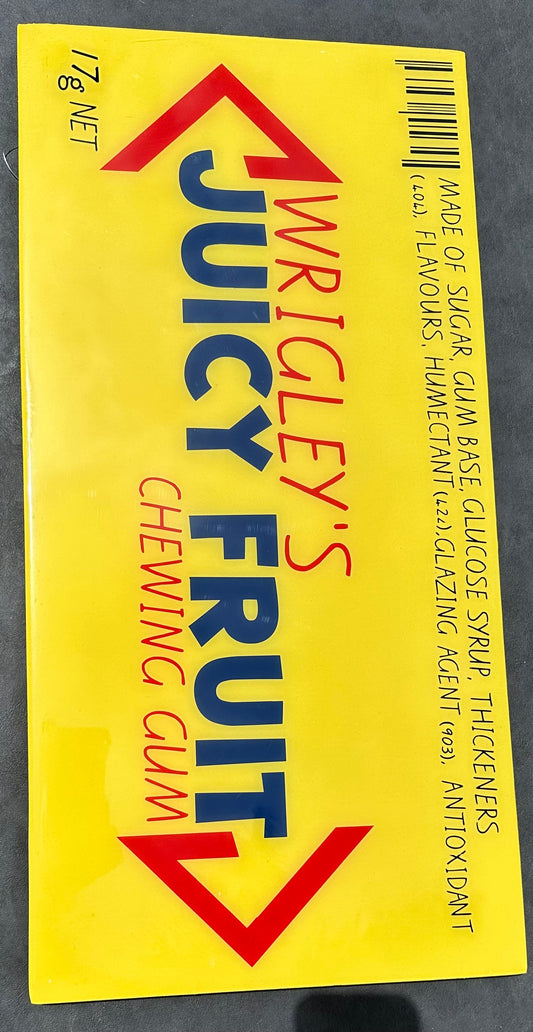 MADE OF SUGAR, GUM BASE, GLUCOSE SYRUP, THICKENERS
(404), FLAVOURS, HUMECTANT (422), GLAZING AGENT (903), ANTIOXIDANT
WRIGLEY'S
JUICY FRUIT
CHEWING GUM
17g NET